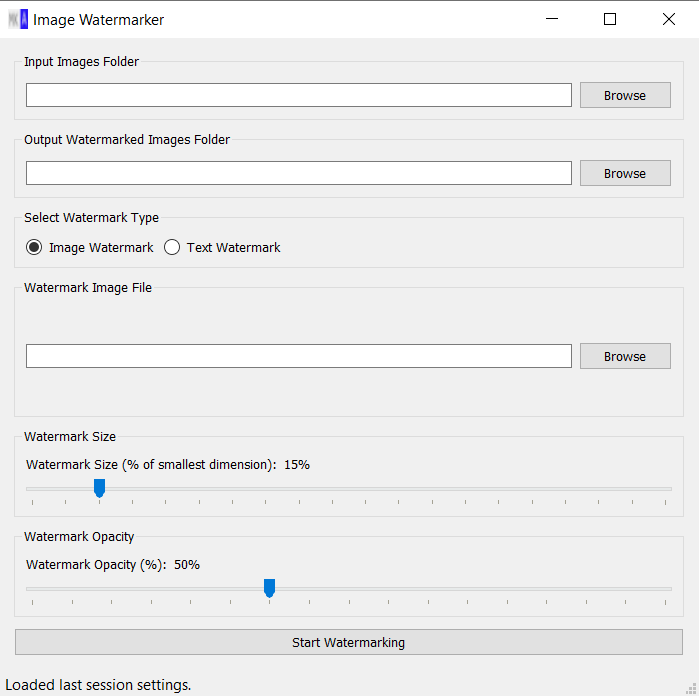 Image Watermarker
Input Images Folder
Browse
Output Watermarked Images Folder
Browse
Select Watermark Type
Image Watermark Text Watermark
Watermark Image File
Browse
Watermark Size
Watermark Size (% of smallest dimension): 15%
Watermark Opacity
Watermark Opacity (%): 50%
Start Watermarking
Loaded last session settings.